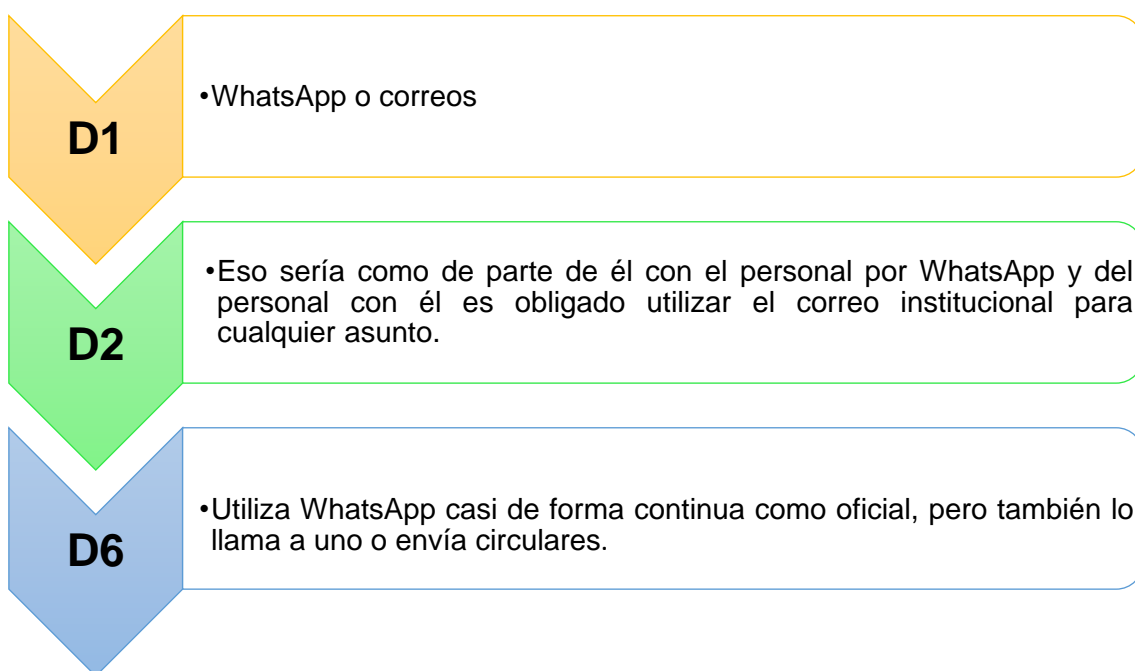 D1
•WhatsApp o correos
D2
•Eso sería como de parte de él con el personal por WhatsApp y del
personal con él es obligado utilizar el correo institucional para
cualquier asunto.
D6
•Utiliza WhatsApp casi de forma continua como oficial, pero también lo
llama a uno o envía circulares.